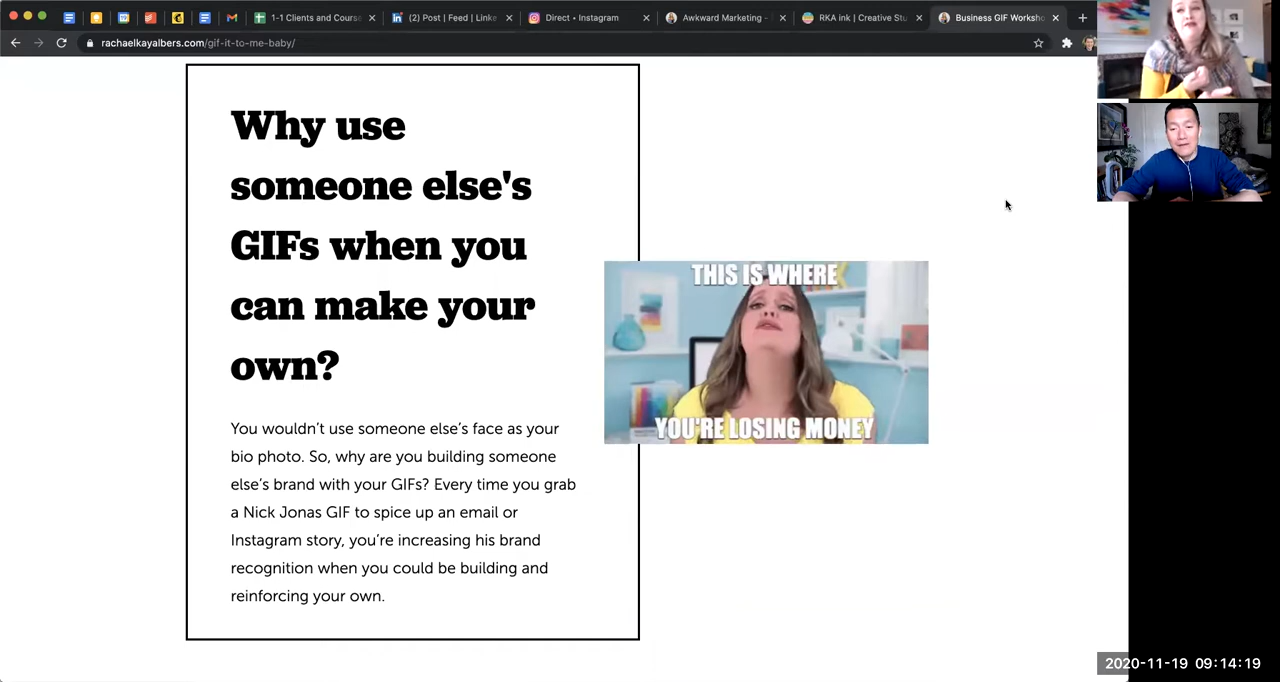 1-1 Clients and Course
(2) Post | Feed | Linke
Direct • Instagram
Awkward Marketing -
RKA ink | Creative Stu
Business GIF Worksho
rachaelkayalbers.com/gif-it-to-me-baby/
Why use
someone else's
GIFs when you
can make your
own?
You wouldn’t use someone else’s face as your
bio photo. So, why are you building someone
else’s brand with your GIFs? Every time you grab
a Nick Jonas GIF to spice up an email or
Instagram story, you’re increasing his brand
recognition when you could be building and
reinforcing your own.
THIS IS WHERE
YOU'RE LOSING MONEY
2020-11-19 09:14:19